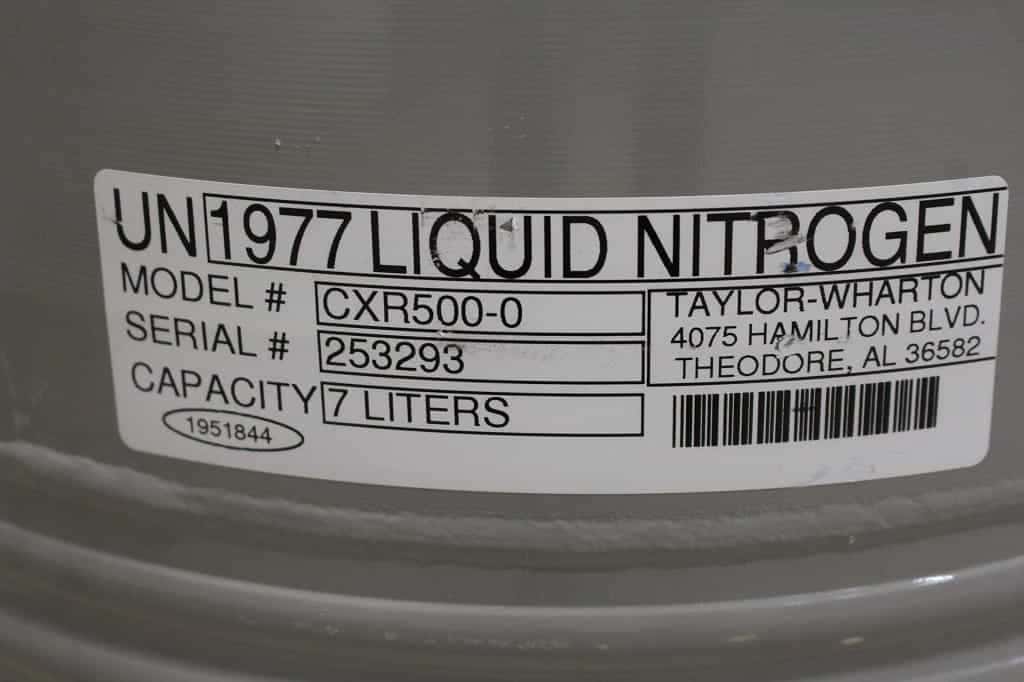 UN 1977 LIQUID NITROGEN
MODEL # CXR500-0
SERIAL # 253293
CAPACITY 7 LITERS
1951844
TAYLOR-WHARTON
4075 HAMILTON BLVD.
THEODORE, AL 36582